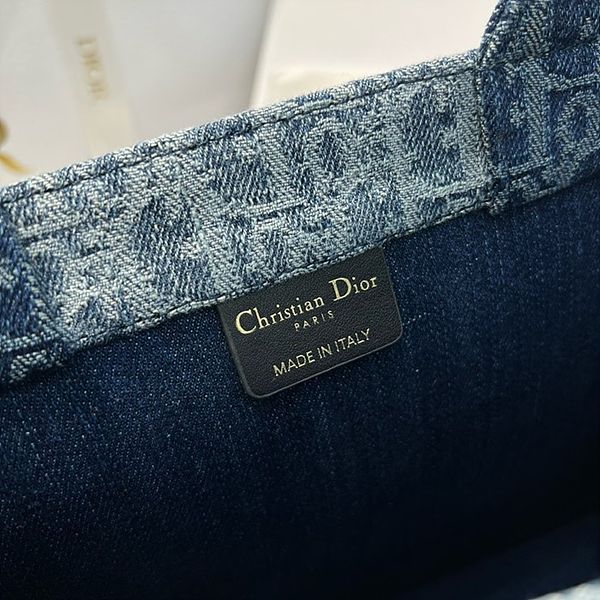 DIOR
Christian Dior
PARIS
MADE IN ITALY